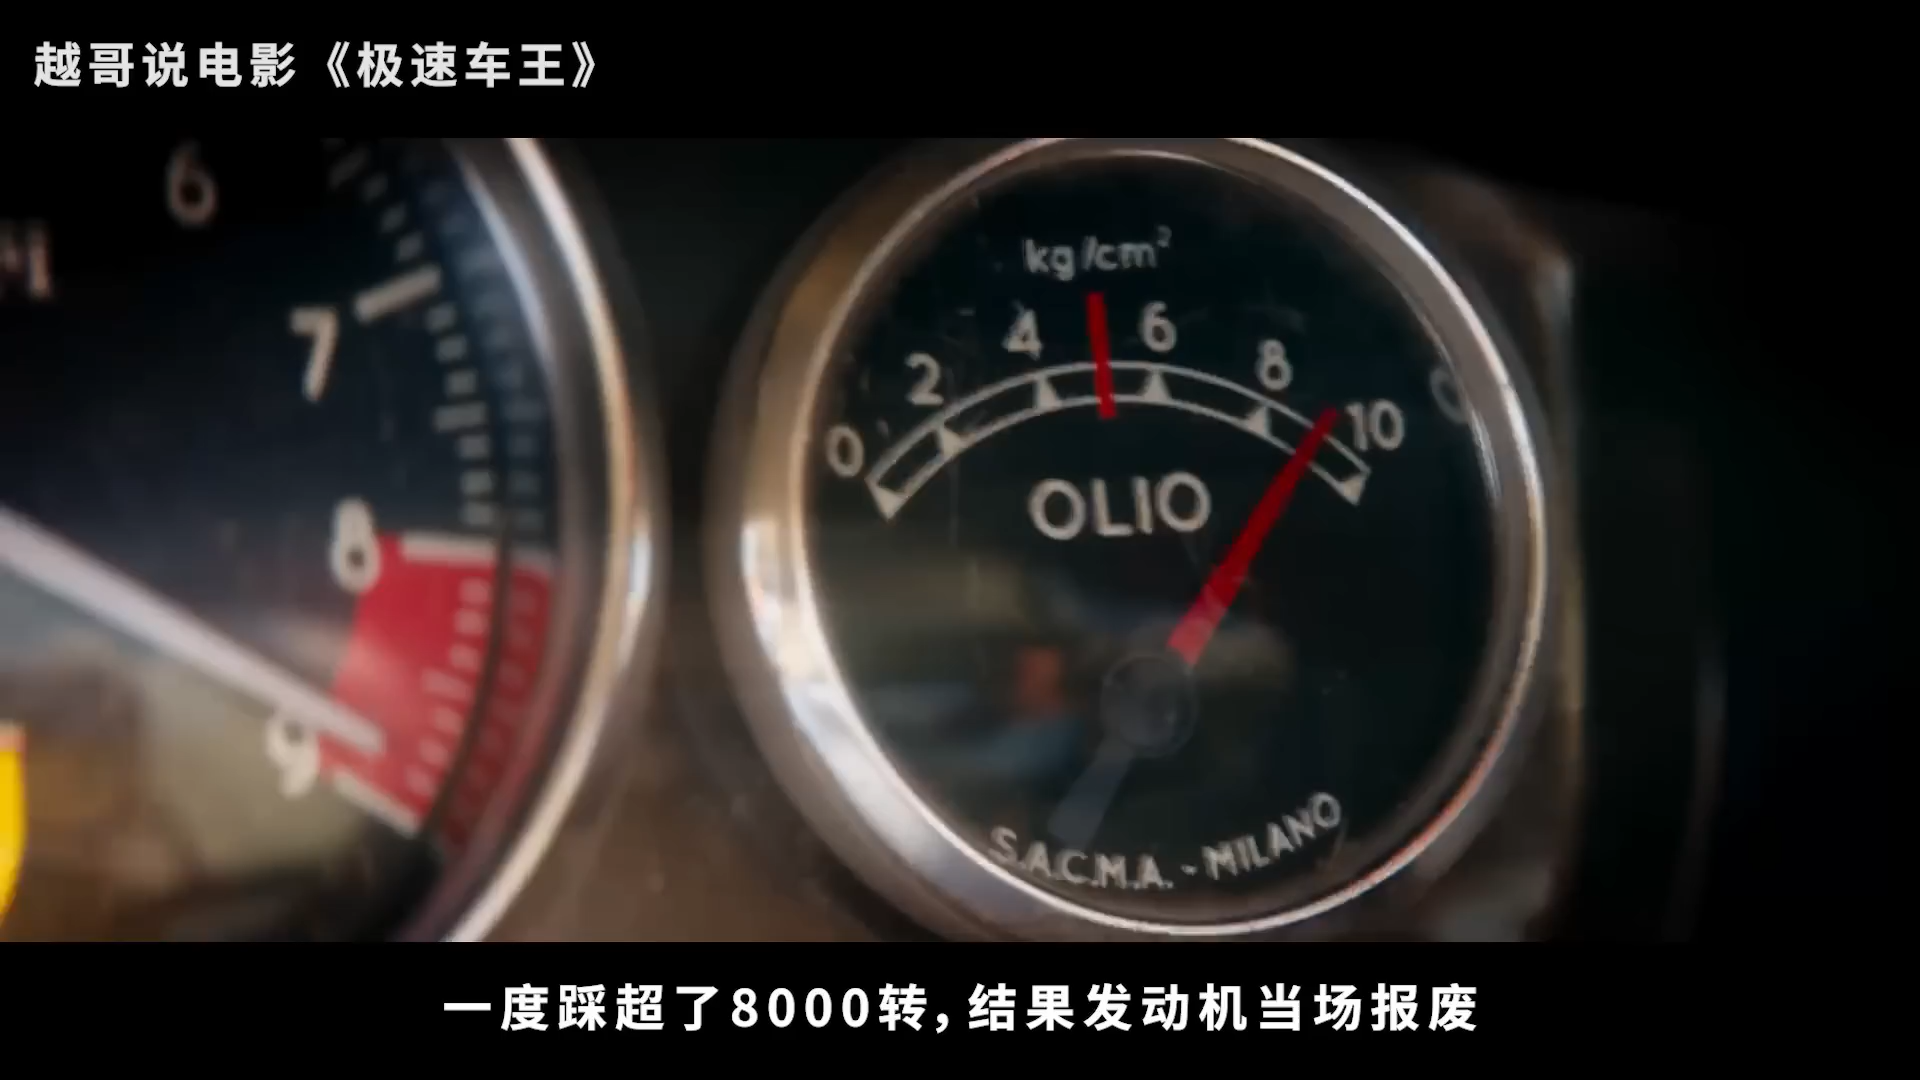 越哥说电影《极速车王》
6
7
8
9
kg/cm²
0 2 4 6 8 10
OLIO
S.A.C.M.A. - MILANO
一度踩超了8000转,结果发动机当场报废